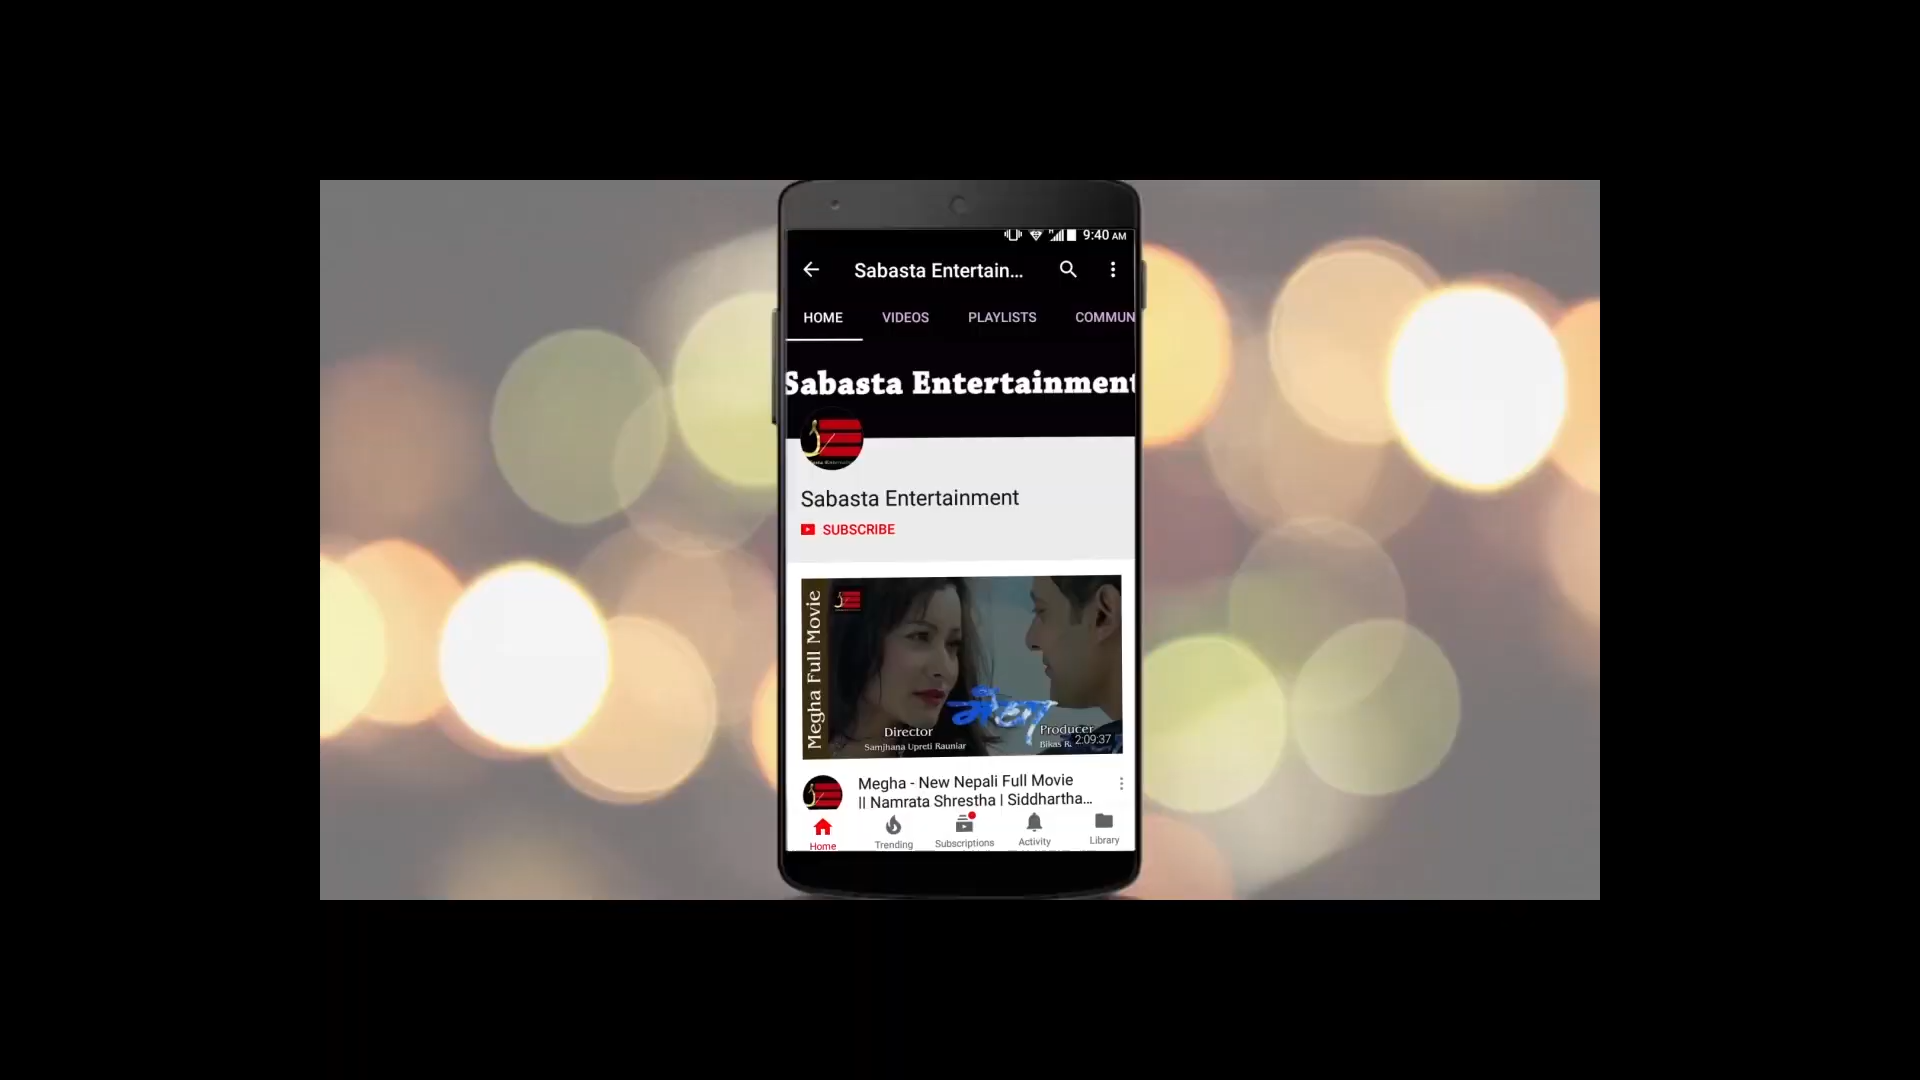 9:40 AM
Sabasta Entertain...
HOME VIDEOS PLAYLISTS COMMUN
Sabasta Entertainment
Sabasta Entertainment
SUBSCRIBE
Megha Full Movie
मेघा
Director
Samjhana Upreti Rauniar
Producer
Bikas R.
2:09:37
Megha - New Nepali Full Movie
|| Namrata Shrestha | Siddhartha...
Home Trending Subscriptions Activity Library